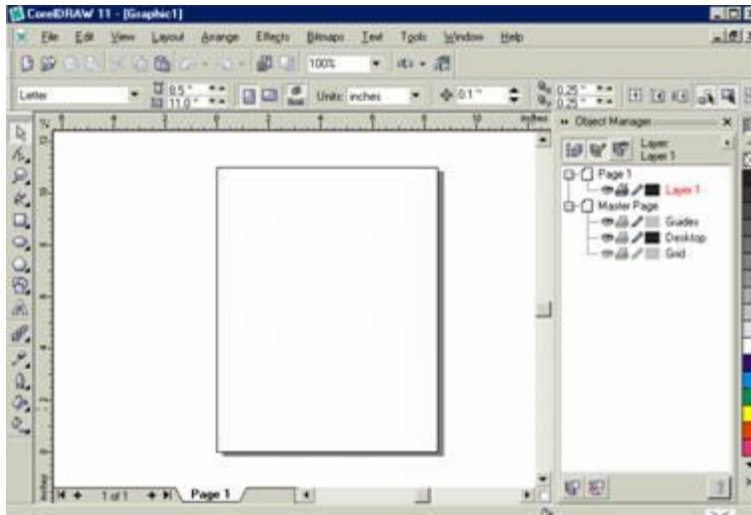 CorelDRAW 11 - [Graphic1]
File Edit View Layout Arrange Effects Bitmaps Text Tools Window Help
100%
Letter 8.5" 11.0" Units: inches 0.1" 0.25" 0.25"
inches
Object Manager
Layer:
Layer 1
Page 1
Layer 1
Master Page
Guides
Desktop
Grid
1 of 1 Page 1